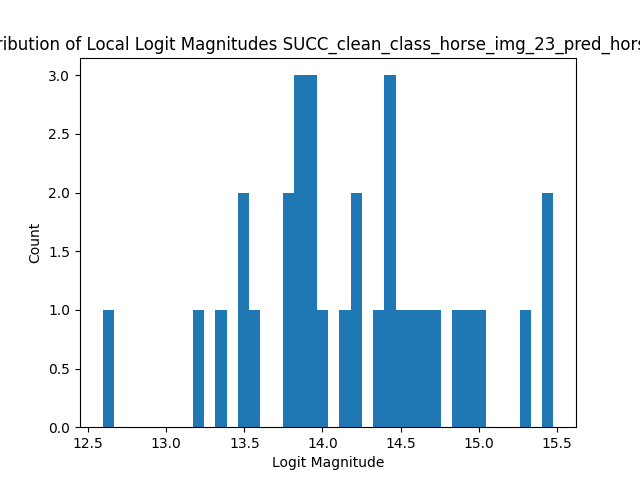 ribution of Local Logit Magnitudes SUCC_clean_class_horse_img_23_pred_hors
3.0
2.5
2.0
1.5
1.0
0.5
0.0
Count
12.5 13.0 13.5 14.0 14.5 15.0 15.5
Logit Magnitude